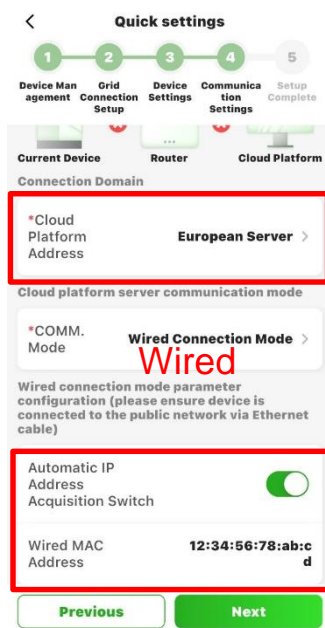 Quick settings
1 2 3 4 5
Device Man
agement
Grid
Connection
Setup
Device
Settings
Communica
tion
Settings
Setup
Complete
Current Device Router Cloud Platform
Connection Domain
*Cloud
Platform
Address
European Server
Cloud platform server communication mode
*COMM.
Mode
Wired Connection Mode
Wired
Wired connection mode parameter
configuration (please ensure device is
connected to the public network via Ethernet
cable)
Automatic IP
Address
Acquisition Switch
Wired MAC
Address
12:34:56:78:ab:c
d
Previous Next